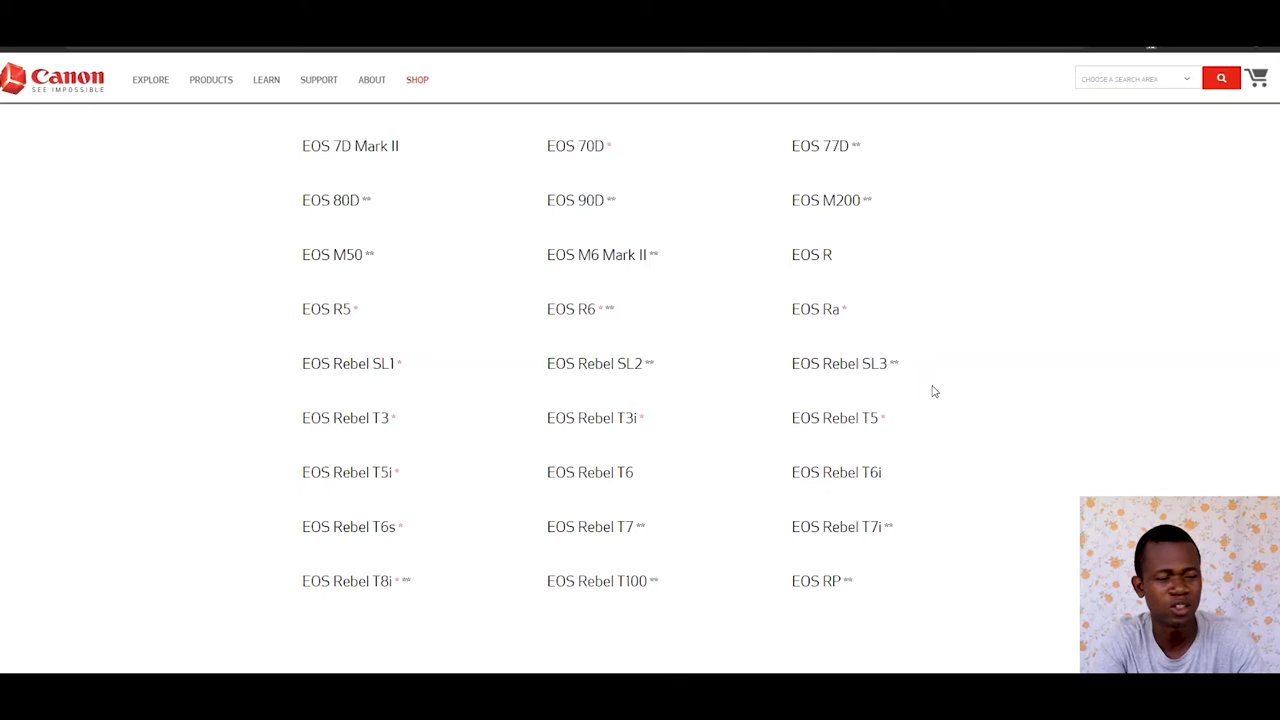 Canon
SEE IMPOSSIBLE
EXPLORE PRODUCTS LEARN SUPPORT ABOUT SHOP
CHOOSE A SEARCH AREA
EOS 7D Mark II EOS 70D * EOS 77D **
EOS 80D ** EOS 90D ** EOS M200 **
EOS M50 ** EOS M6 Mark II ** EOS R
EOS R5 * EOS R6 * ** EOS Ra *
EOS Rebel SL1 * EOS Rebel SL2 ** EOS Rebel SL3 **
EOS Rebel T3 * EOS Rebel T3i * EOS Rebel T5 *
EOS Rebel T5i * EOS Rebel T6 EOS Rebel T6i
EOS Rebel T6s * EOS Rebel T7 ** EOS Rebel T7i **
EOS Rebel T8i * ** EOS Rebel T100 ** EOS RP **